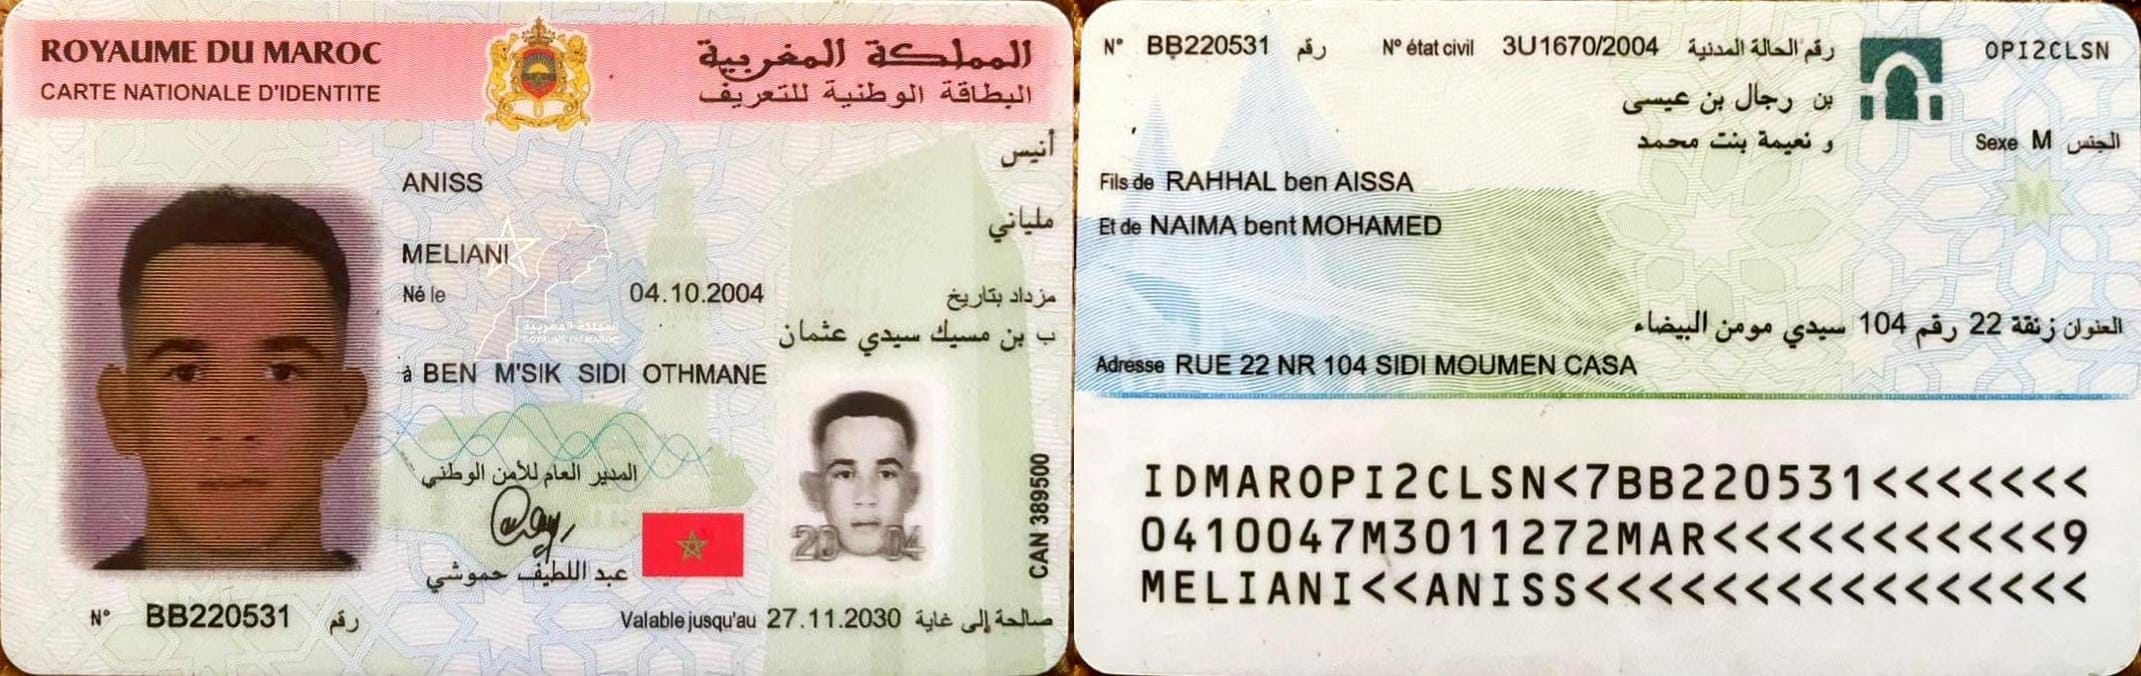 ROYAUME DU MAROC
المملكة المغربية
CARTE NATIONALE D'IDENTITE
البطاقة الوطنية للتعريف
أنيس
ANISS
ملياني
MELIANI
Né le 04.10.2004 مزداد بتاريخ
ب بن مسيك سيدي عثمان
à BEN M'SIK SIDI OTHMANE
المملكة المغربية
ROYAUME DU MAROC
المدير العام للأمن الوطني
عبد اللطيف حموشي
20 04
CAN 389500
N° BB220531 رقم
Valable jusqu'au 27.11.2030 صالحة إلى غاية
N° BB220531 رقم N° état civil 3U1670/2004 رقم الحالة المدنية
OPI2CLSN
بن رجال بن عيسى
و نعيمة بنت محمد
Sexe M الجنس
M
Fils de RAHHAL ben AISSA
Et de NAIMA bent MOHAMED
العنوان زنقة 22 رقم 104 سيدي مومن البيضاء
Adresse RUE 22 NR 104 SIDI MOUMEN CASA
IDMAROPI2CLSN<7BB220531<<<<<<<
0410047M3011272MAR<<<<<<<<<<<9
MELIANI<<ANISS<<<<<<<<<<<<<<<<